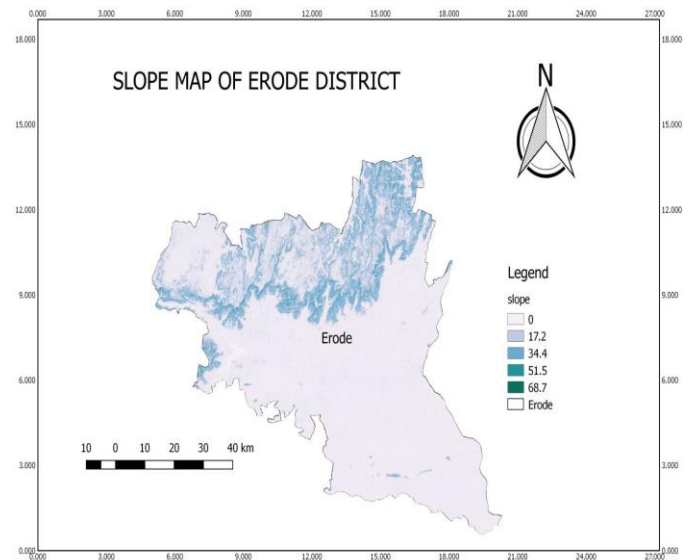 0.000 3.000 6.000 9.000 12.000 15.000 18.000 21.000 24.000 27.000
18.000 18.000
SLOPE MAP OF ERODE DISTRICT
N
15.000 15.000
12.000 12.000
Legend
slope
9.000 9.000
0
17.2
34.4
51.5
68.7
Erode
Erode
6.000 6.000
10 0 10 20 30 40 km
3.000 3.000
0.000 0.000
0.000 3.000 6.000 9.000 12.000 15.000 18.000 21.000 24.000 27.000